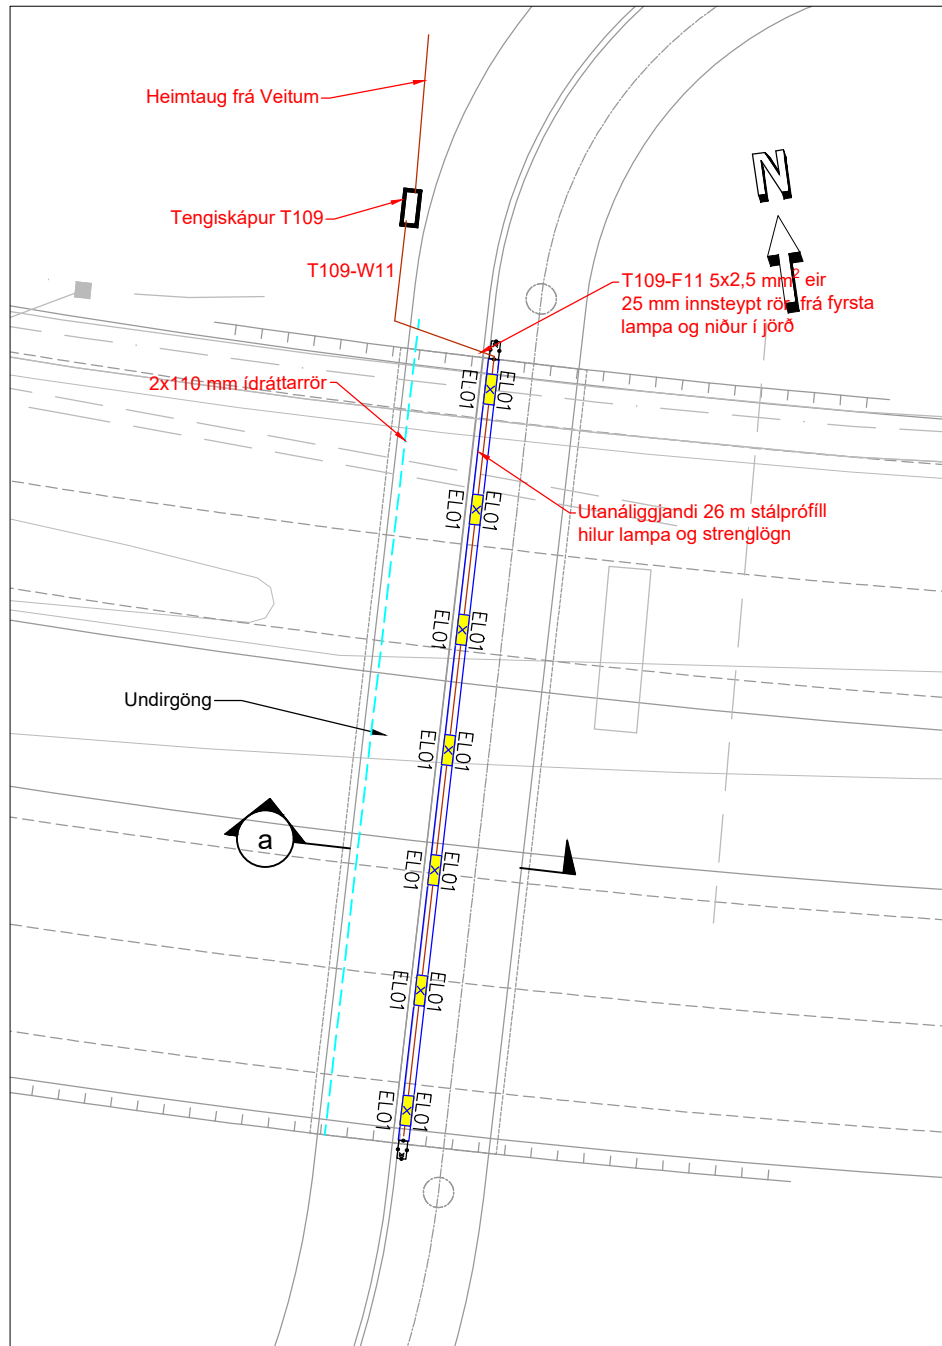 Heimtaug frá Veitum
N
Tengiskápur T109
T109-W11
T109-F11 5x2,5 mm² eir
25 mm innsteypt rör frá fyrsta
lampa og niður í jörð
2x110 mm ídráttarrör
EL01
EL01
Utanáliggjandi 26 m stálprófíll
hilur lampa og strenglögn
EL01
EL01
EL01
EL01
Undirgöng
EL01
EL01
a
EL01
EL01
EL01
EL01
EL01
EL01